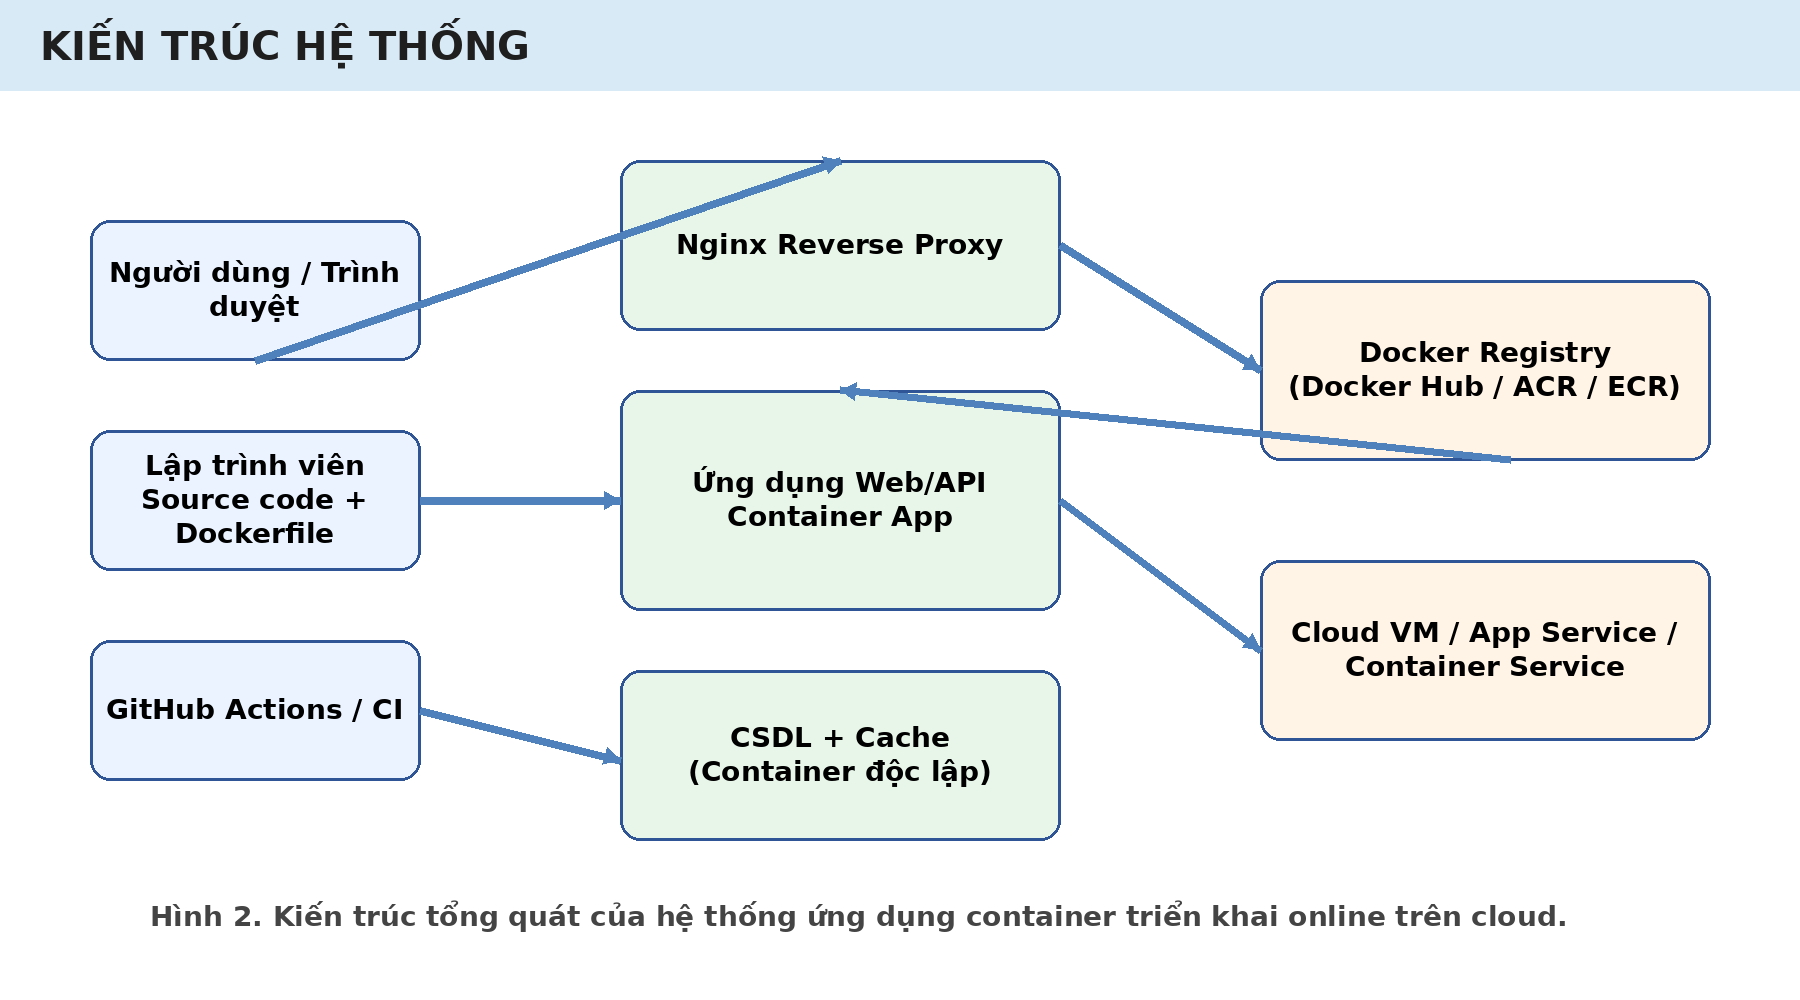 KIẾN TRÚC HỆ THỐNG
Người dùng / Trình
duyệt
Lập trình viên
Source code +
Dockerfile
GitHub Actions / CI
Nginx Reverse Proxy
Ứng dụng Web/API
Container App
CSDL + Cache
(Container độc lập)
Docker Registry
(Docker Hub / ACR / ECR)
Cloud VM / App Service /
Container Service
Hình 2. Kiến trúc tổng quát của hệ thống ứng dụng container triển khai online trên cloud.